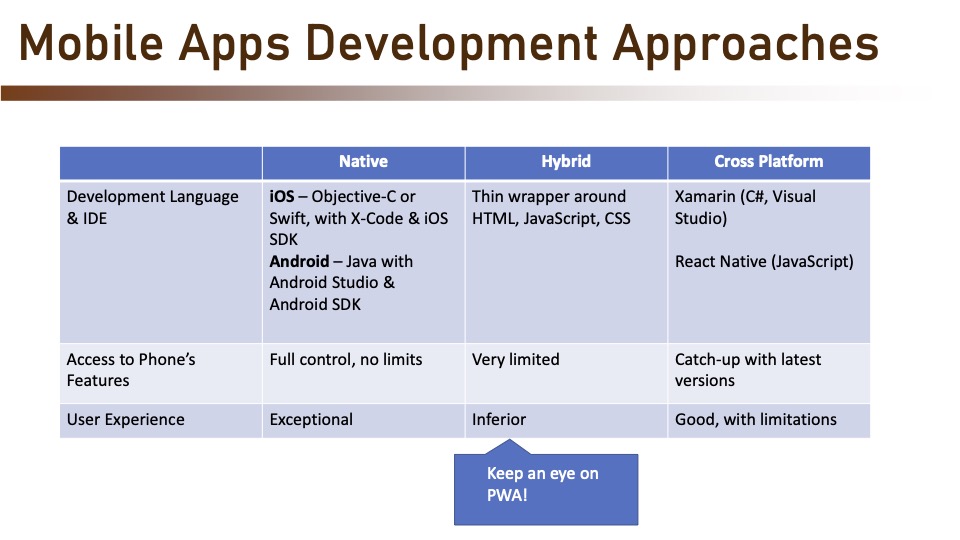 Mobile Apps Development Approaches
Native
Hybrid
Cross Platform
Development Language
& IDE
iOS – Objective-C or
Swift, with X-Code & iOS
SDK
Android – Java with
Android Studio &
Android SDK
Thin wrapper around
HTML, JavaScript, CSS
Xamarin (C#, Visual
Studio)
React Native (JavaScript)
Access to Phone’s
Features
Full control, no limits
Very limited
Catch-up with latest
versions
User Experience
Exceptional
Inferior
Good, with limitations
Keep an eye on
PWA!